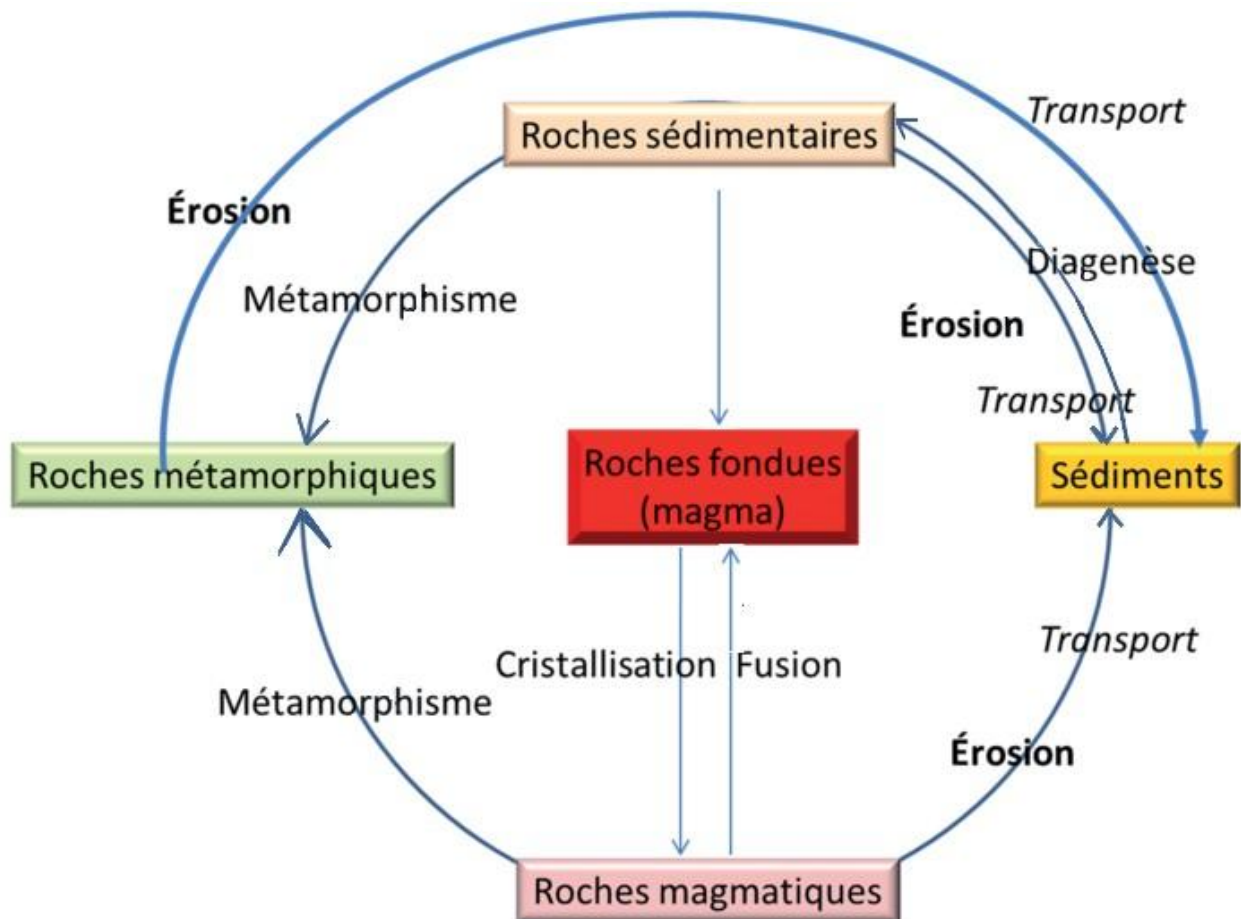 Transport
Roches sédimentaires
Érosion
Diagenèse
Métamorphisme
Érosion
Transport
Roches métamorphiques
Roches fondues
(magma)
Sédiments
Transport
Cristallisation
Fusion
Métamorphisme
Érosion
Roches magmatiques